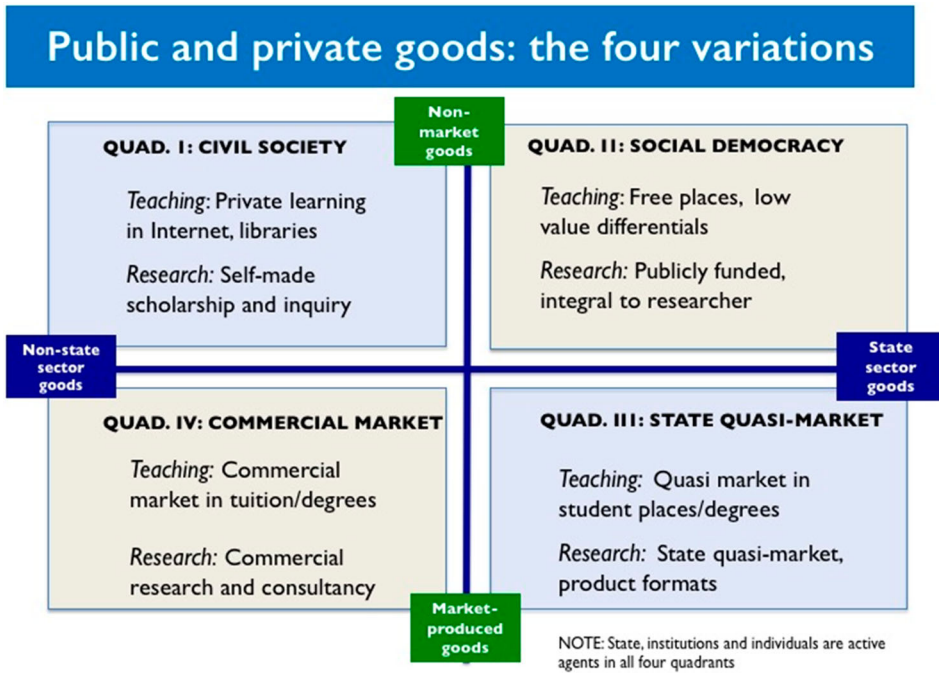 Public and private goods: the four variations
Non-
market
goods
QUAD. I: CIVIL SOCIETY
Teaching: Private learning
in Internet, libraries
Research: Self-made
scholarship and inquiry
QUAD. II: SOCIAL DEMOCRACY
Teaching: Free places, low
value differentials
Research: Publicly funded,
integral to researcher
Non-state
sector
goods
State
sector
goods
QUAD. IV: COMMERCIAL MARKET
Teaching: Commercial
market in tuition/degrees
Research: Commercial
research and consultancy
QUAD. III: STATE QUASI-MARKET
Teaching: Quasi market in
student places/degrees
Research: State quasi-market,
product formats
Market-
produced
goods
NOTE: State, institutions and individuals are active
agents in all four quadrants